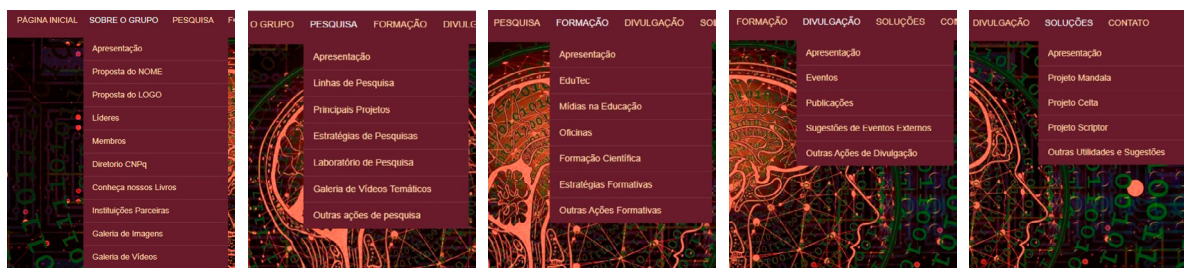 PÁGINA INICIAL SOBRE O GRUPO PESQUISA
Apresentação
Proposta do NOME
Proposta do LOGO
Líderes
Membros
Diretorio CNPq
Conheça nossos Livros
Instituições Parceiras
Galeria de Imagens
Galeria de Vídeos
O GRUPO PESQUISA FORMAÇÃO DIVULG
Apresentação
Linhas de Pesquisa
Principais Projetos
Estratégias de Pesquisas
Laboratório de Pesquisa
Galeria de Vídeos Temáticos
Outras ações de pesquisa
PESQUISA FORMAÇÃO DIVULGAÇÃO SOL
Apresentação
EduTec
Mídias na Educação
Oficinas
Formação Científica
Estratégias Formativas
Outras Ações Formativas
FORMAÇÃO DIVULGAÇÃO SOLUÇÕES CON
Apresentação
Eventos
Publicações
Sugestões de Eventos Externos
Outras Ações de Divulgação
DIVULGAÇÃO SOLUÇÕES CONTATO
Apresentação
Projeto Mandala
Projeto Celta
Projeto Scriptor
Outras Utilidades e Sugestões